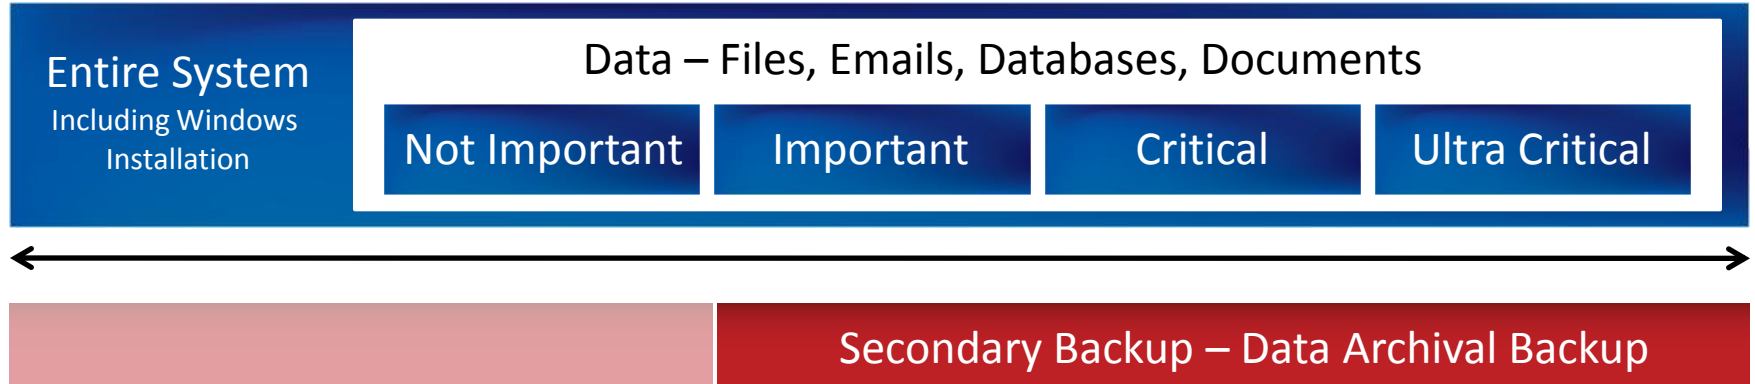 Entire System
Including Windows
Installation
Data – Files, Emails, Databases, Documents
Not Important
Important
Critical
Ultra Critical
Secondary Backup – Data Archival Backup